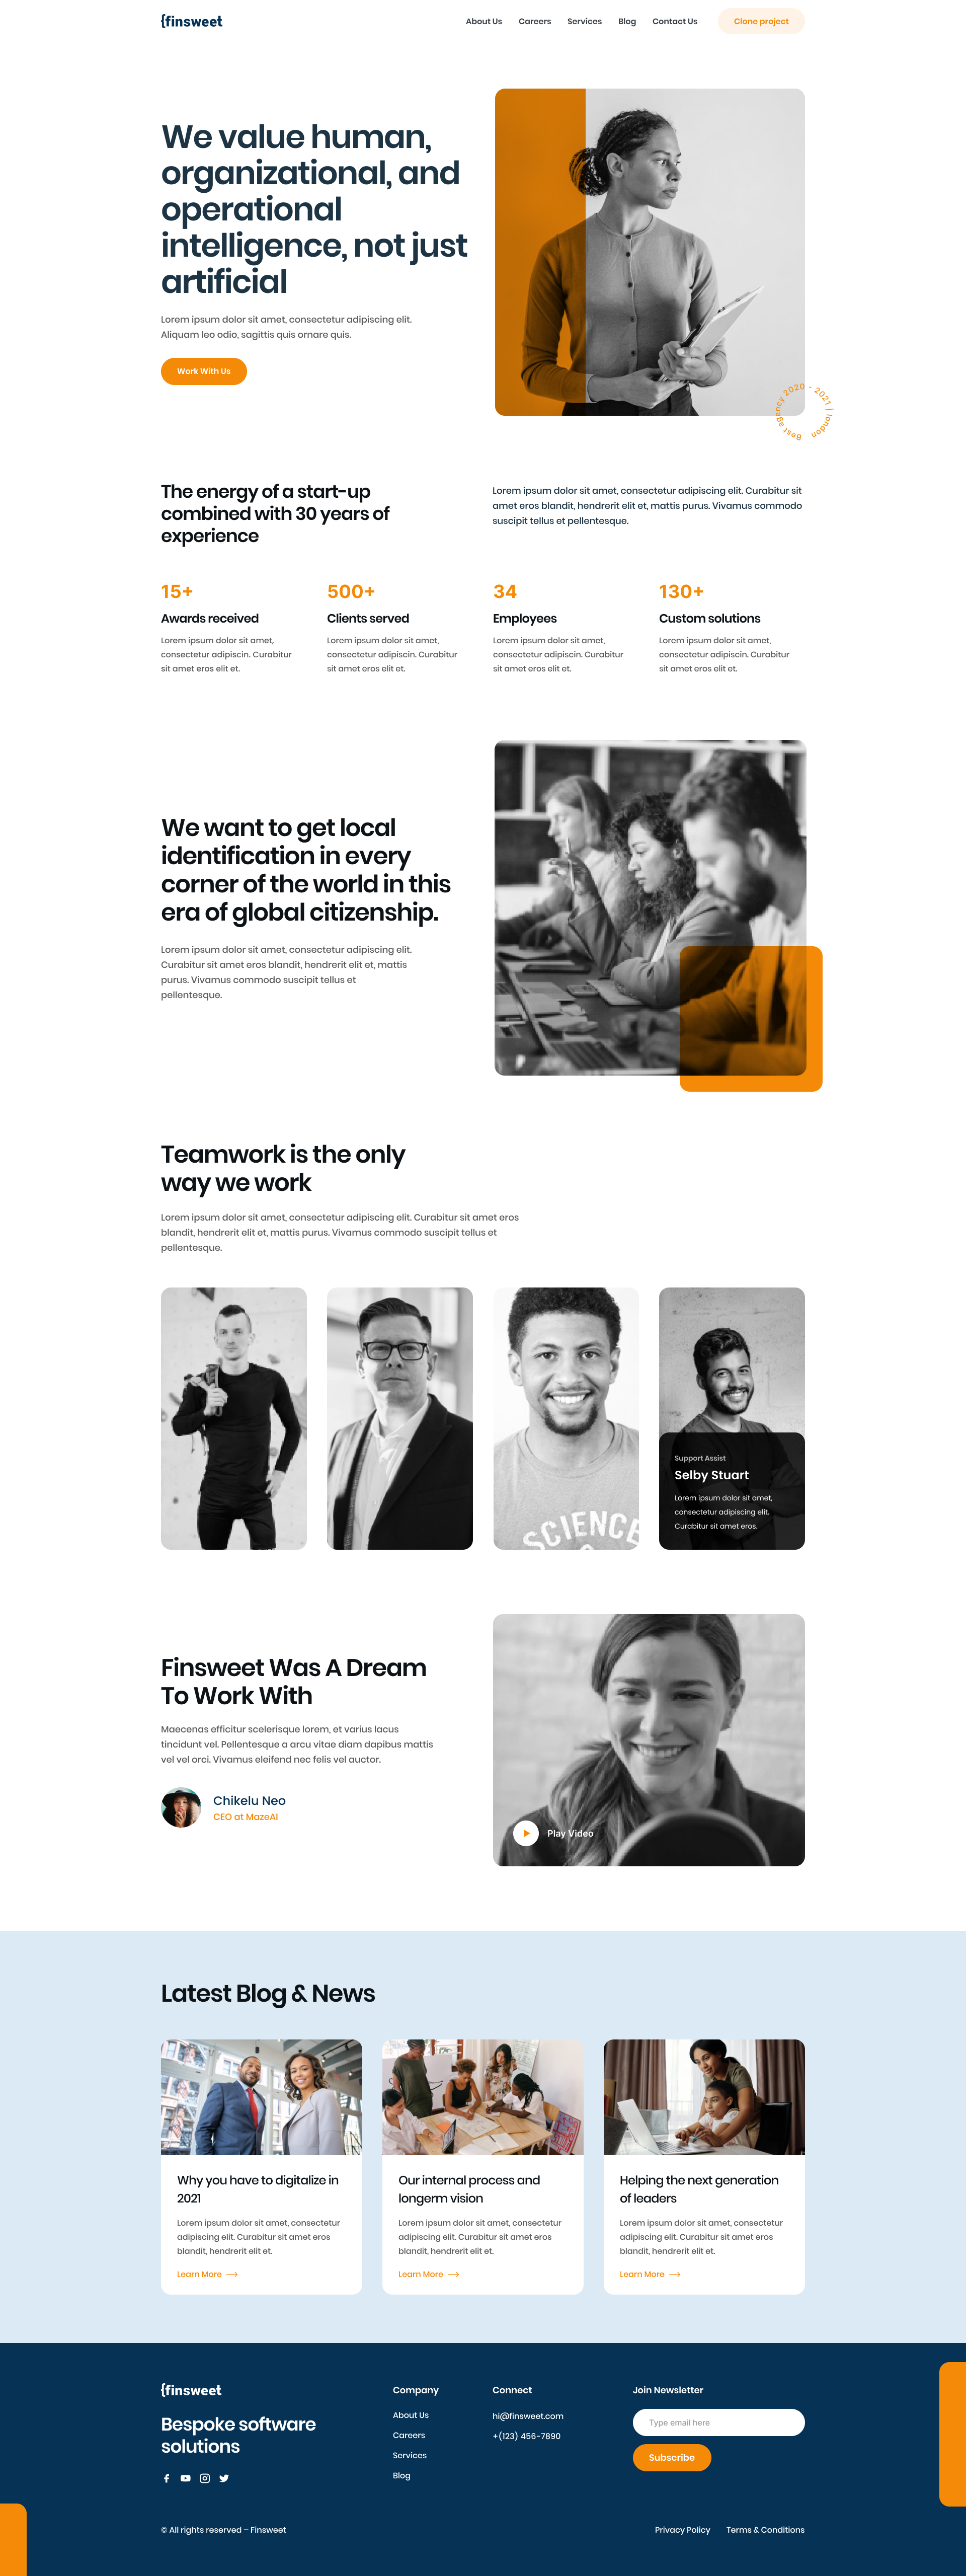 {finsweet
About Us Careers Services Blog Contact Us Clone project
We value human,
organizational, and
operational
intelligence, not just
artificial
Lorem ipsum dolor sit amet, consectetur adipiscing elit.
Aliquam leo odio, sagittis quis ornare quis.
Work With Us
Best agency 2020 - 2021 | london
The energy of a start-up
combined with 30 years of
experience
Lorem ipsum dolor sit amet, consectetur adipiscing elit. Curabitur sit
amet eros blandit, hendrerit elit et, mattis purus. Vivamus commodo
suscipit tellus et pellentesque.
15+
Awards received
Lorem ipsum dolor sit amet,
consectetur adipiscin. Curabitur
sit amet eros elit et.
500+
Clients served
Lorem ipsum dolor sit amet,
consectetur adipiscin. Curabitur
sit amet eros elit et.
34
Employees
Lorem ipsum dolor sit amet,
consectetur adipiscin. Curabitur
sit amet eros elit et.
130+
Custom solutions
Lorem ipsum dolor sit amet,
consectetur adipiscin. Curabitur
sit amet eros elit et.
We want to get local
identification in every
corner of the world in this
era of global citizenship.
Lorem ipsum dolor sit amet, consectetur adipiscing elit.
Curabitur sit amet eros blandit, hendrerit elit et, mattis
purus. Vivamus commodo suscipit tellus et
pellentesque.
Teamwork is the only
way we work
Lorem ipsum dolor sit amet, consectetur adipiscing elit. Curabitur sit amet eros
blandit, hendrerit elit et, mattis purus. Vivamus commodo suscipit tellus et
pellentesque.
SCIENCE
Support Assist
Selby Stuart
Lorem ipsum dolor sit amet,
consectetur adipiscing elit.
Curabitur sit amet eros.
Finsweet Was A Dream
To Work With
Maecenas efficitur scelerisque lorem, et varius lacus
tincidunt vel. Pellentesque a arcu vitae diam dapibus mattis
vel vel orci. Vivamus eleifend nec felis vel auctor.
Chikelu Neo
CEO at MazeAI
Play Video
Latest Blog & News
Why you have to digitalize in
2021
Lorem ipsum dolor sit amet, consectetur
adipiscing elit. Curabitur sit amet eros
blandit, hendrerit elit et.
Learn More
Our internal process and
longerm vision
Lorem ipsum dolor sit amet, consectetur
adipiscing elit. Curabitur sit amet eros
blandit, hendrerit elit et.
Learn More
Helping the next generation
of leaders
Lorem ipsum dolor sit amet, consectetur
adipiscing elit. Curabitur sit amet eros
blandit, hendrerit elit et.
Learn More
{finsweet
Bespoke software
solutions
Company
About Us
Careers
Services
Blog
Connect
hi@finsweet.com
+(123) 456-7890
Join Newsletter
Type email here
Subscribe
© All rights reserved – Finsweet
Privacy Policy Terms & Conditions